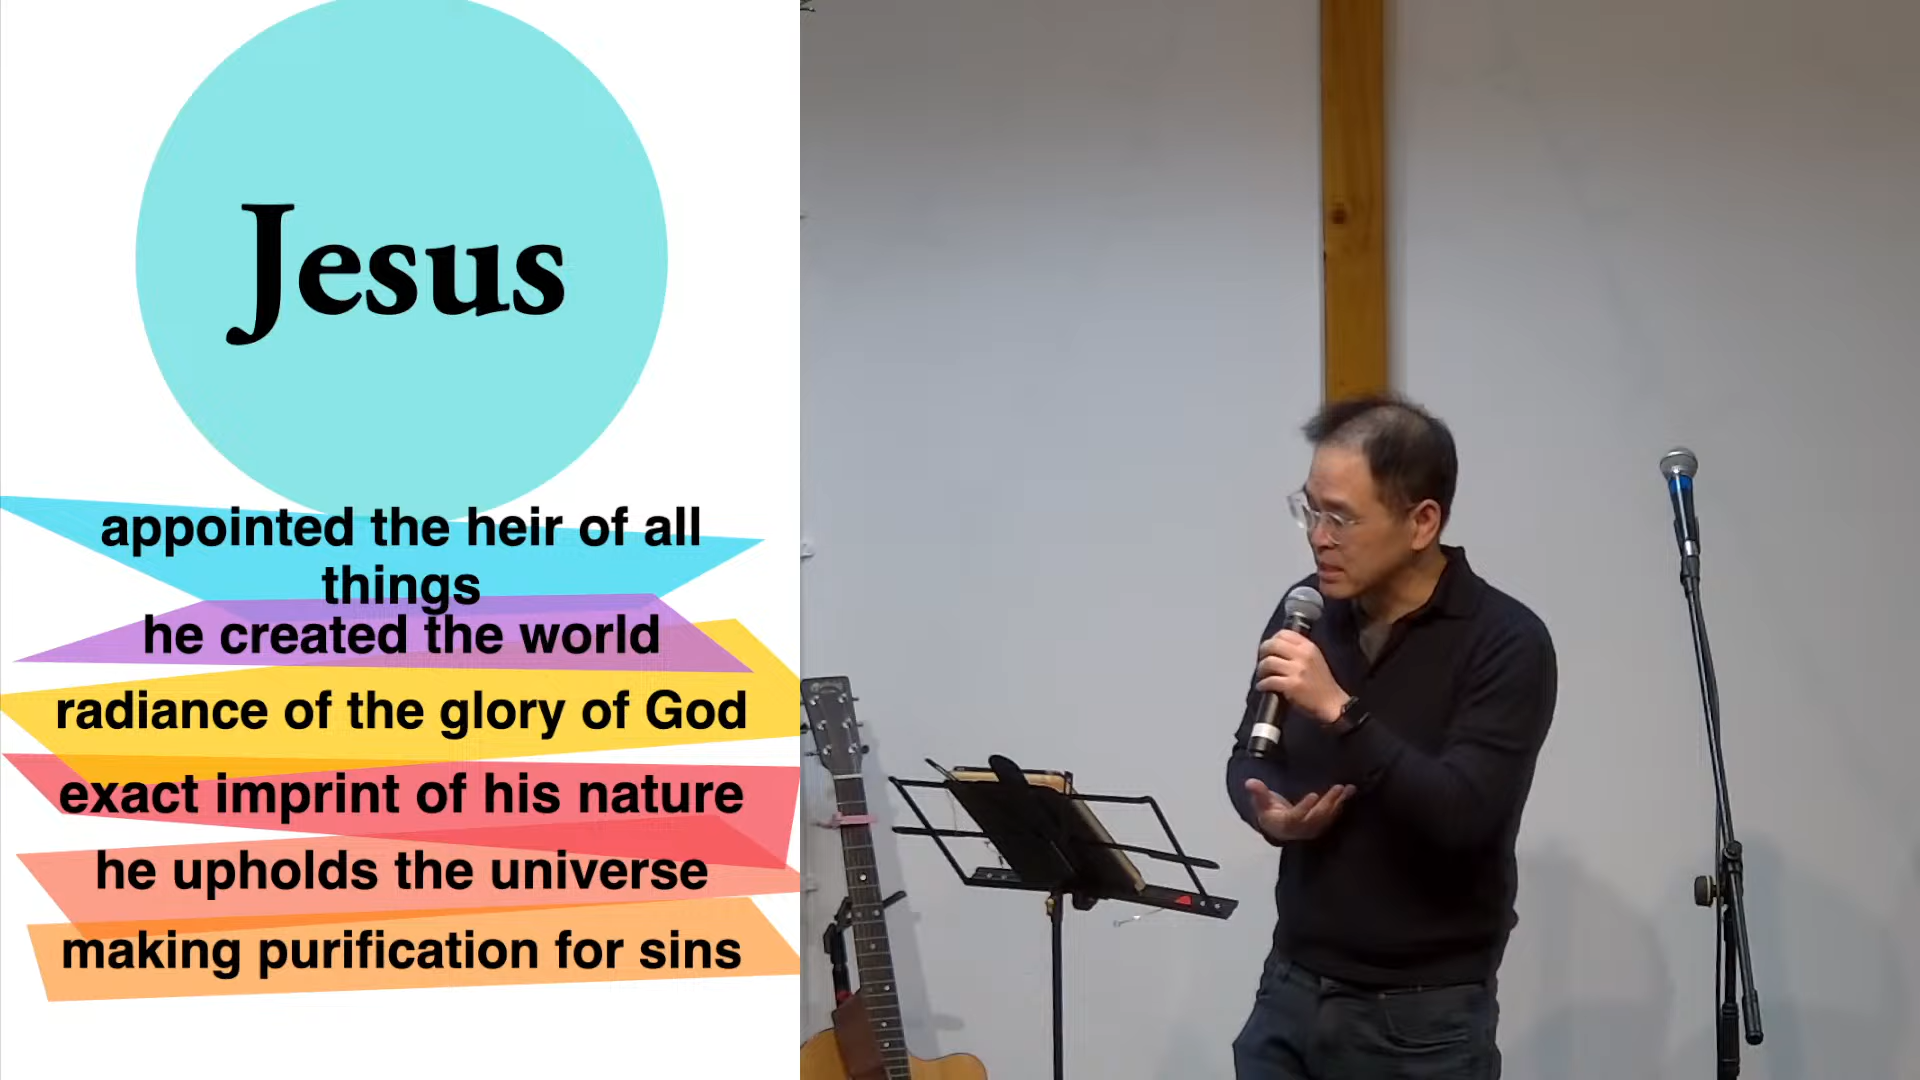 Jesus
appointed the heir of all
things
he created the world
radiance of the glory of God
exact imprint of his nature
he upholds the universe
making purification for sins